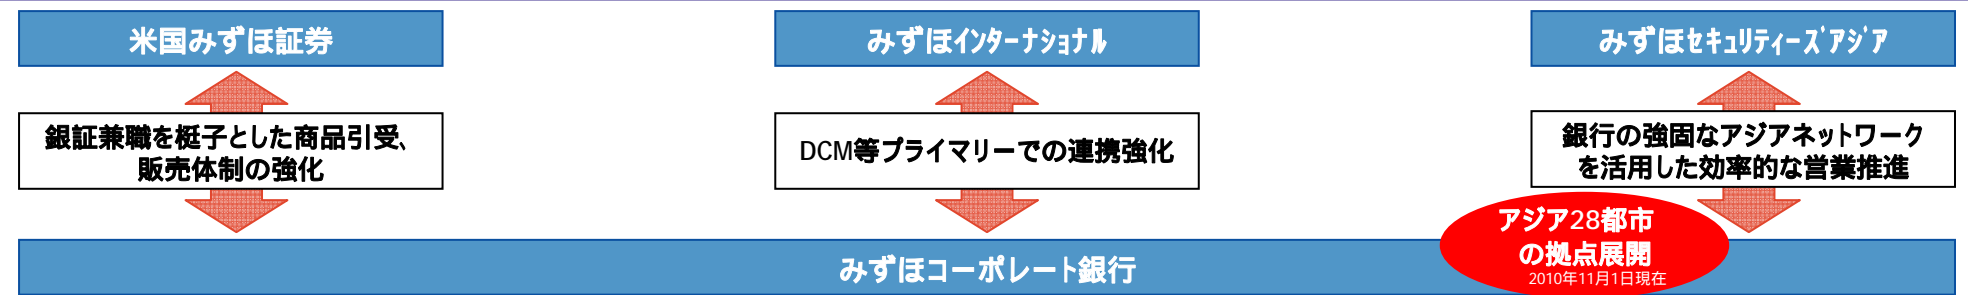 米国みずほ証券
みずほｲﾝﾀｰﾅｼｮﾅﾙ
みずほｾｷｭﾘﾃｨｰｽﾞｱｼﾞｱ
銀証兼職を梃子とした商品引受、
販売体制の強化
DCM等プライマリーでの連携強化
銀行の強固なアジアネットワーク
を活用した効率的な営業推進
アジア28都市
の拠点展開
2010年11月1日現在
みずほコーポレート銀行